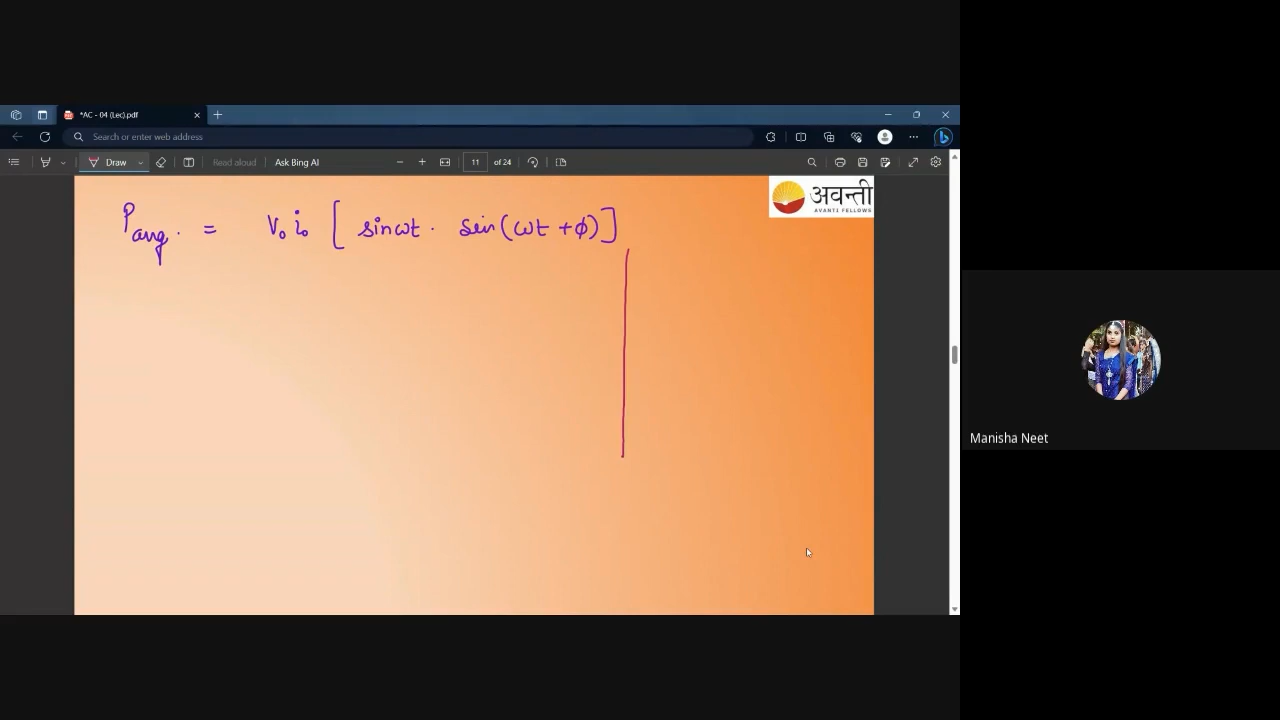 *AC - 04 (Lec).pdf
Search or enter web address
Draw
Read aloud
Ask Bing AI
11 of 24
अवन्ती
AVANTI FELLOWS
Pavg. = V₀ i₀ [ sinωt . sin(ωt + ϕ)]
Manisha Neet